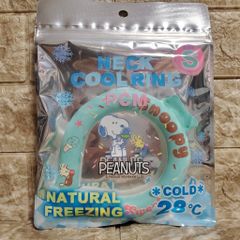 NECK
COOL RING
S
Snoopy
PEANUTS
NATURAL
FREEZING
*COLD*
28℃